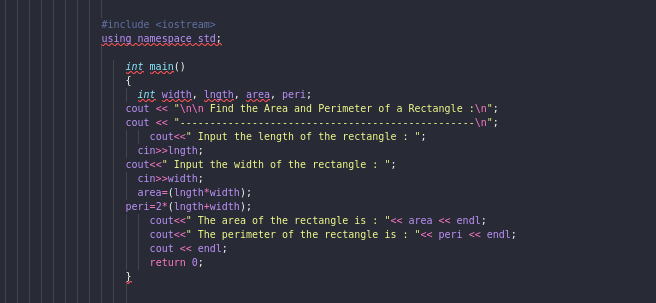 #include <iostream>
using namespace std;
int main()
{
int width, lngth, area, peri;
cout << "\n\n Find the Area and Perimeter of a Rectangle :\n";
cout << "-------------------------------------------------\n";
cout<<" Input the length of the rectangle : ";
cin>>lngth;
cout<<" Input the width of the rectangle : ";
cin>>width;
area=(lngth*width);
peri=2*(lngth+width);
cout<<" The area of the rectangle is : "<< area << endl;
cout<<" The perimeter of the rectangle is : "<< peri << endl;
cout << endl;
return 0;
}